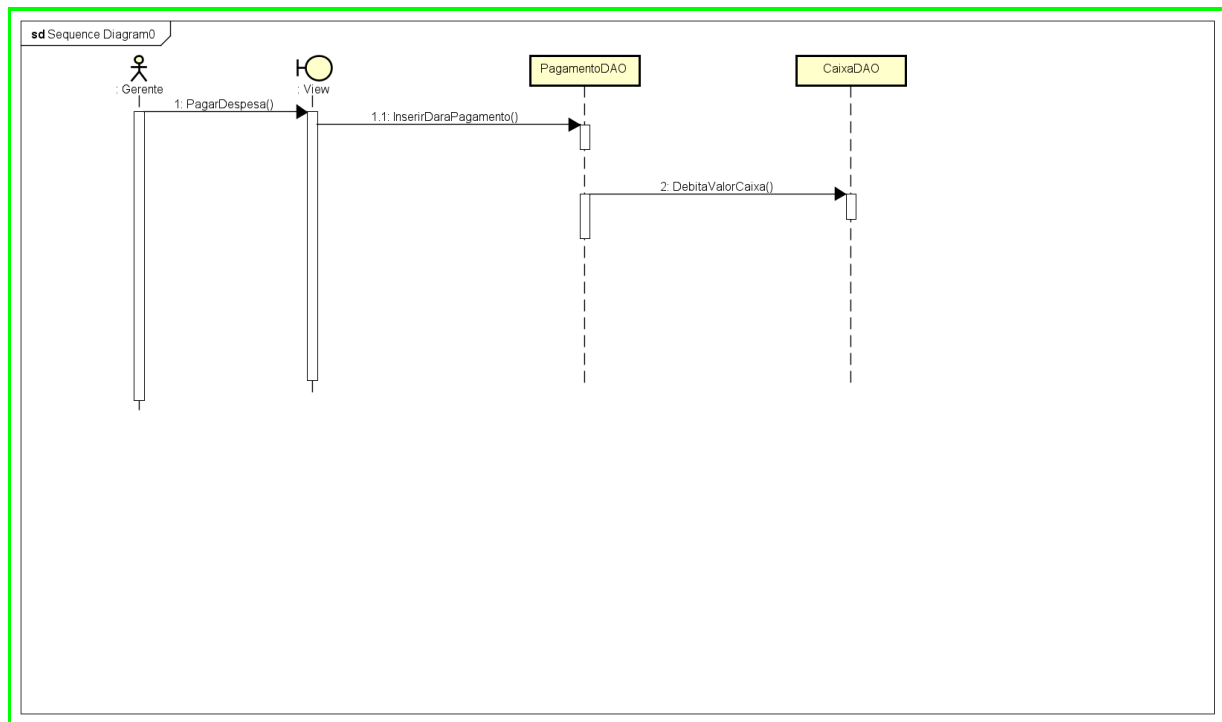 sd Sequence Diagram0
PagamentoDAO
CaixaDAO
: Gerente
: View
1: PagarDespesa()
1.1: InserirDaraPagamento()
2: DebitaValorCaixa()